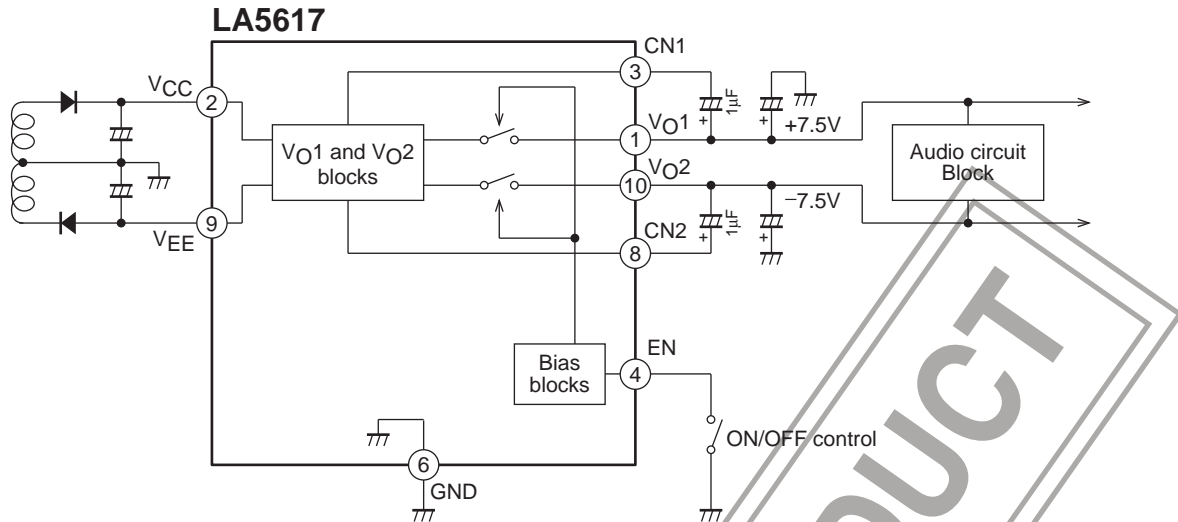 LA5617
VCC
2
9
VEE
VO1 and VO2
blocks
CN1
3
1µF
+
+
VO1
1
+7.5V
VO2
10
−7.5V
1µF
+
+
CN2
8
Audio circuit
Block
Bias
blocks
EN
4
ON/OFF control
6
GND
DUCT